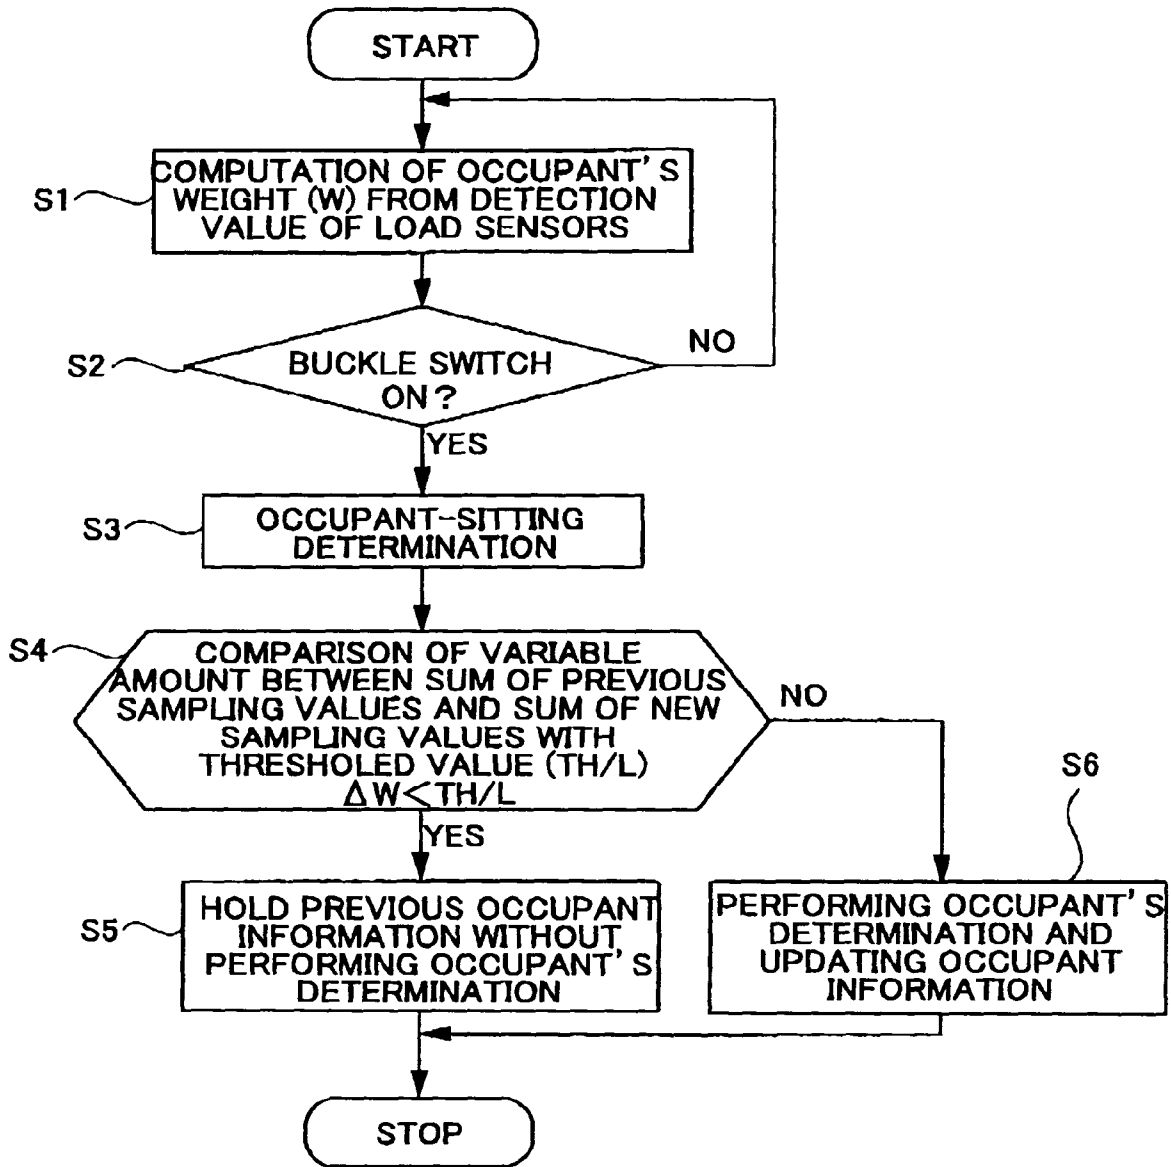 START
S1
COMPUTATION OF OCCUPANT'S
WEIGHT (W) FROM DETECTION
VALUE OF LOAD SENSORS
S2
BUCKLE SWITCH
ON?
NO
YES
S3
OCCUPANT-SITTING
DETERMINATION
S4
COMPARISON OF VARIABLE
AMOUNT BETWEEN SUM OF PREVIOUS
SAMPLING VALUES AND SUM OF NEW
SAMPLING VALUES WITH
THRESHOLED VALUE (TH/L)
ΔW<TH/L
NO
YES
S5
HOLD PREVIOUS OCCUPANT
INFORMATION WITHOUT
PERFORMING OCCUPANT'S
DETERMINATION
S6
PERFORMING OCCUPANT'S
DETERMINATION AND
UPDATING OCCUPANT
INFORMATION
STOP